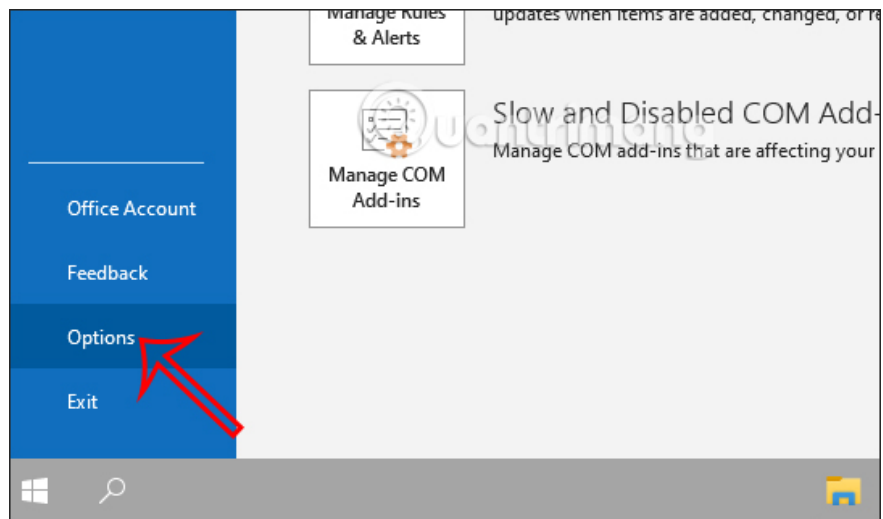 Manage Rules
& Alerts
updates when items are added, changed, or re
Manage COM
Add-ins
Slow and Disabled COM Add-
Manage COM add-ins that are affecting your
Quantrimang
Office Account
Feedback
Options
Exit